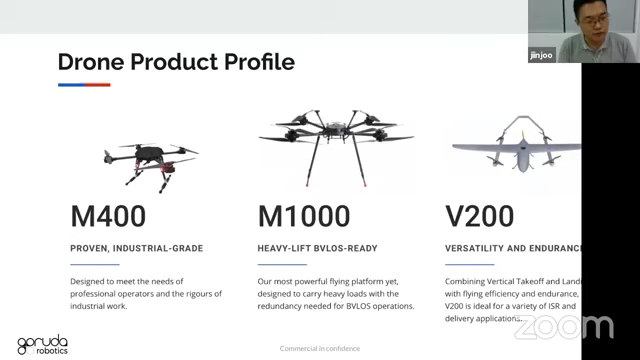 jinjoo
Drone Product Profile
M400
PROVEN, INDUSTRIAL-GRADE
Designed to meet the needs of
professional operators and the rigours of
industrial work.
M1000
HEAVY-LIFT BVLOS-READY
Our most powerful flying platform yet,
designed to carry heavy loads with the
redundancy needed for BVLOS operations.
V200
VERSATILITY AND ENDURANC
Combining Vertical Takeoff and Landi
with flying efficiency and endurance,
V200 is ideal for a variety of ISR and
delivery applications.
garuda
robotics
Commercial in confidence
zoom